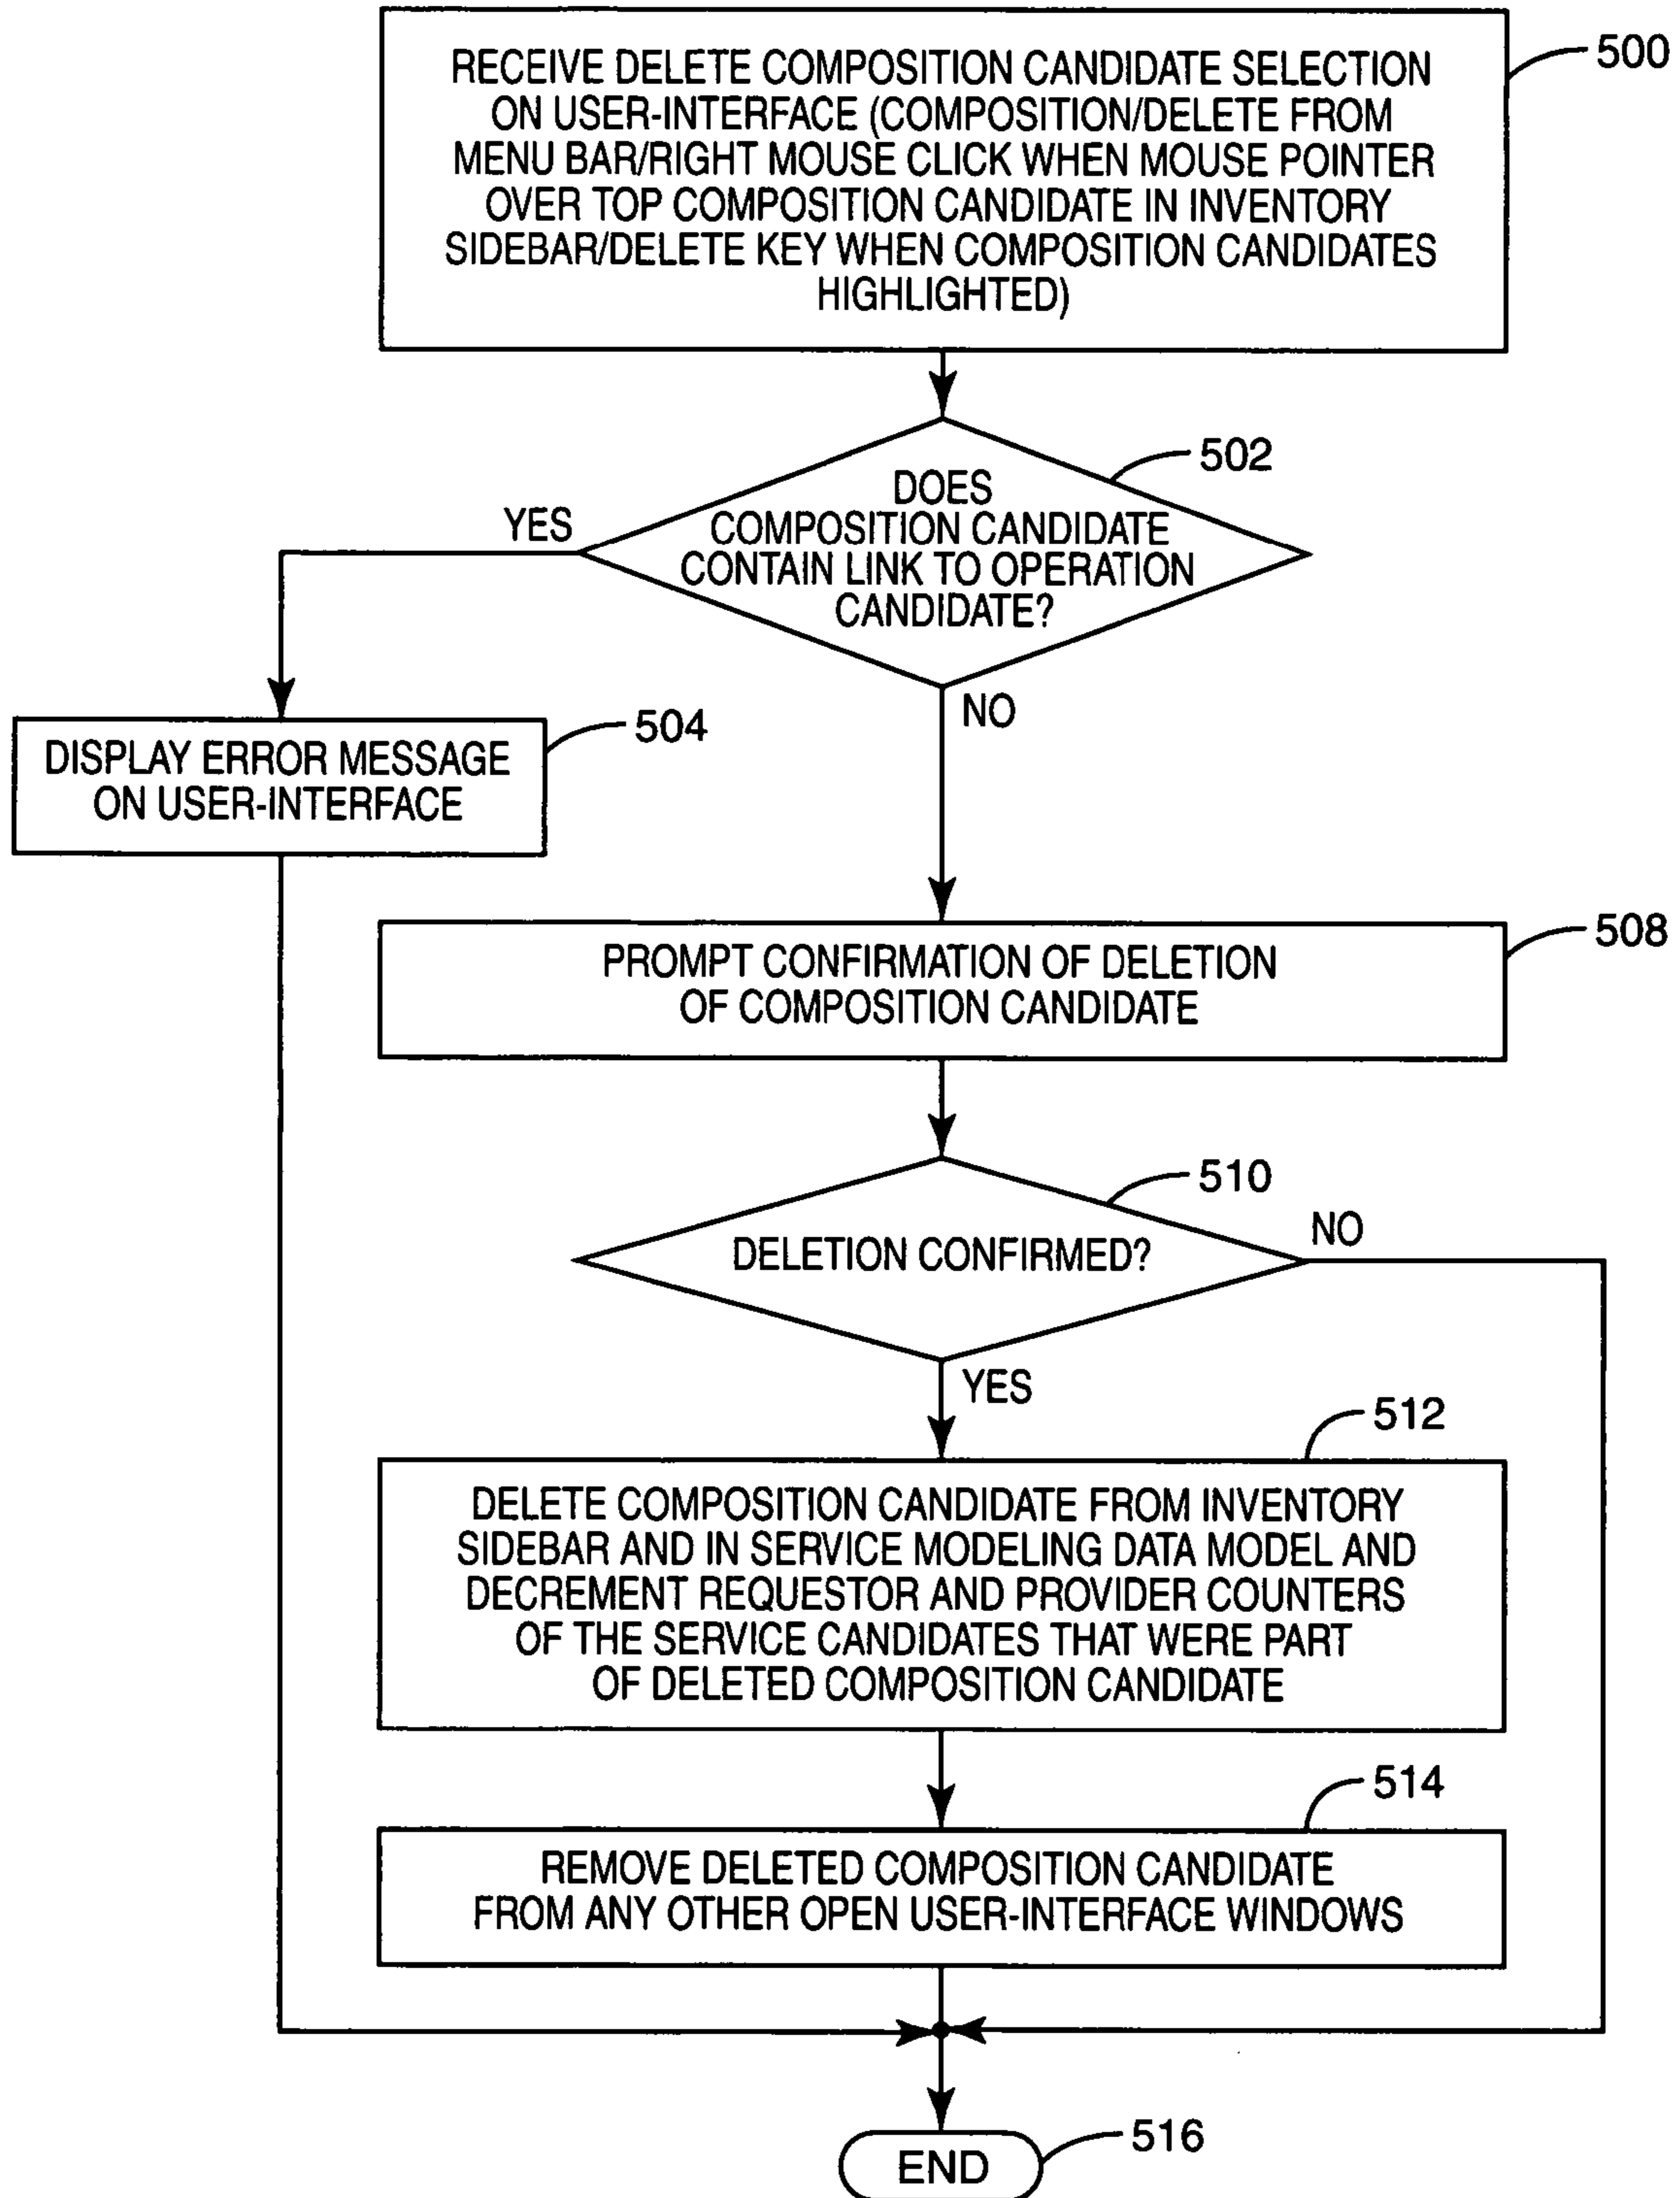 RECEIVE DELETE COMPOSITION CANDIDATE SELECTION
ON USER-INTERFACE (COMPOSITION/DELETE FROM
MENU BAR/RIGHT MOUSE CLICK WHEN MOUSE POINTER
OVER TOP COMPOSITION CANDIDATE IN INVENTORY
SIDEBAR/DELETE KEY WHEN COMPOSITION CANDIDATES
HIGHLIGHTED)
500
502
DOES
COMPOSITION CANDIDATE
CONTAIN LINK TO OPERATION
CANDIDATE?
YES
NO
504
DISPLAY ERROR MESSAGE
ON USER-INTERFACE
508
PROMPT CONFIRMATION OF DELETION
OF COMPOSITION CANDIDATE
510
DELETION CONFIRMED?
NO
YES
512
DELETE COMPOSITION CANDIDATE FROM INVENTORY
SIDEBAR AND IN SERVICE MODELING DATA MODEL AND
DECREMENT REQUESTOR AND PROVIDER COUNTERS
OF THE SERVICE CANDIDATES THAT WERE PART
OF DELETED COMPOSITION CANDIDATE
514
REMOVE DELETED COMPOSITION CANDIDATE
FROM ANY OTHER OPEN USER-INTERFACE WINDOWS
516
END